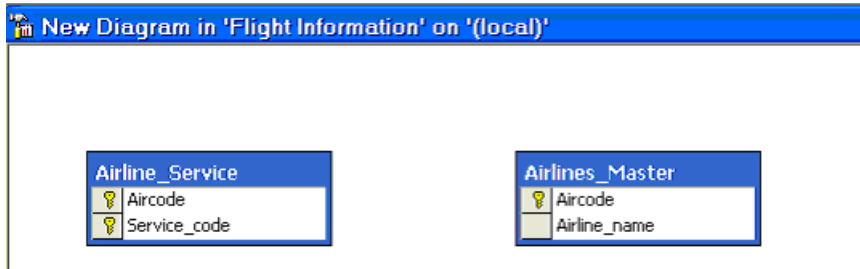 New Diagram in 'Flight Information' on '(local)'
Airline_Service
Aircode
Service_code
Airlines_Master
Aircode
Airline_name